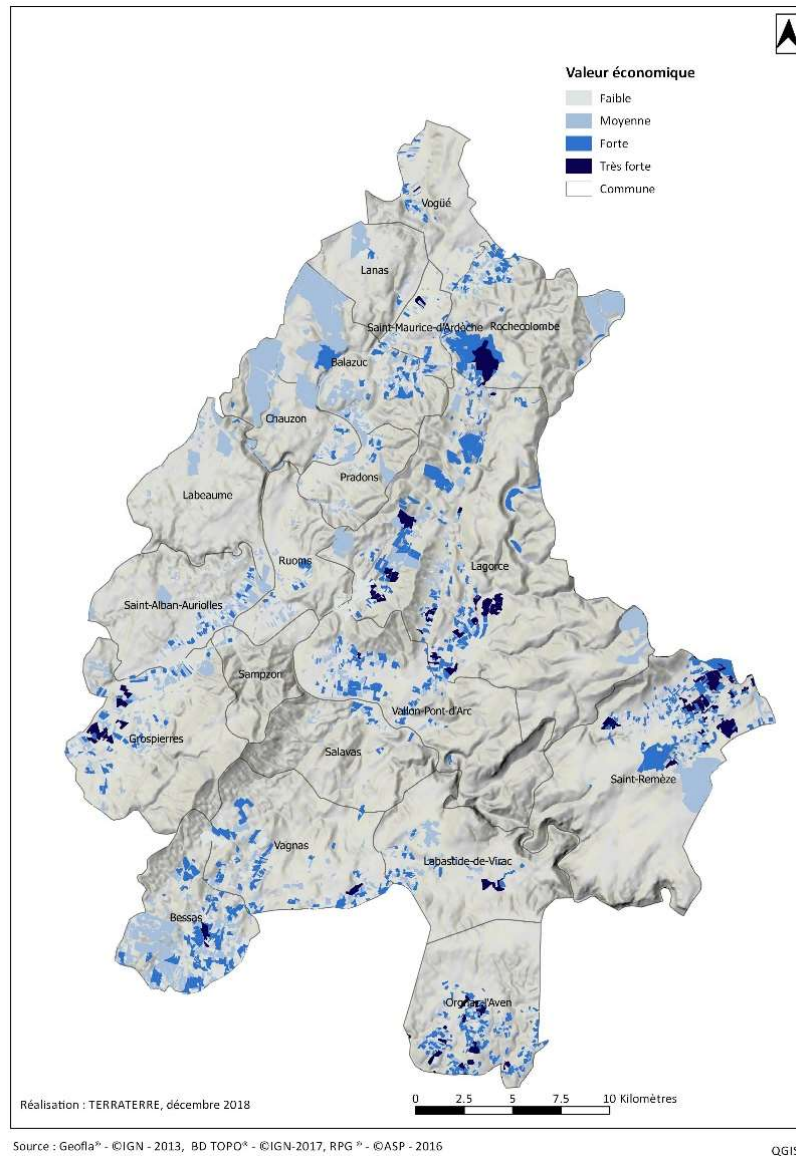 Valeur économique
Faible
Moyenne
Forte
Très forte
Commune
Vogüé
Lanas
Saint-Maurice-d'Ardèche
Rochecolombe
Balazuc
Chauzon
Pradons
Labeaume
Ruoms
Lagorce
Saint-Alban-Auriolles
Sampzon
Vallon-Pont-d'Arc
Grospierres
Salavas
Saint-Remèze
Vagnas
Labastide-de-Virac
Bessas
Orgnac-l'Aven
0 2.5 5 7.5 10 Kilomètres
Réalisation : TERRATERRE, décembre 2018
Source : Geofla® - ©IGN - 2013, BD TOPO® - ©IGN-2017, RPG ® - ©ASP - 2016
QGIS